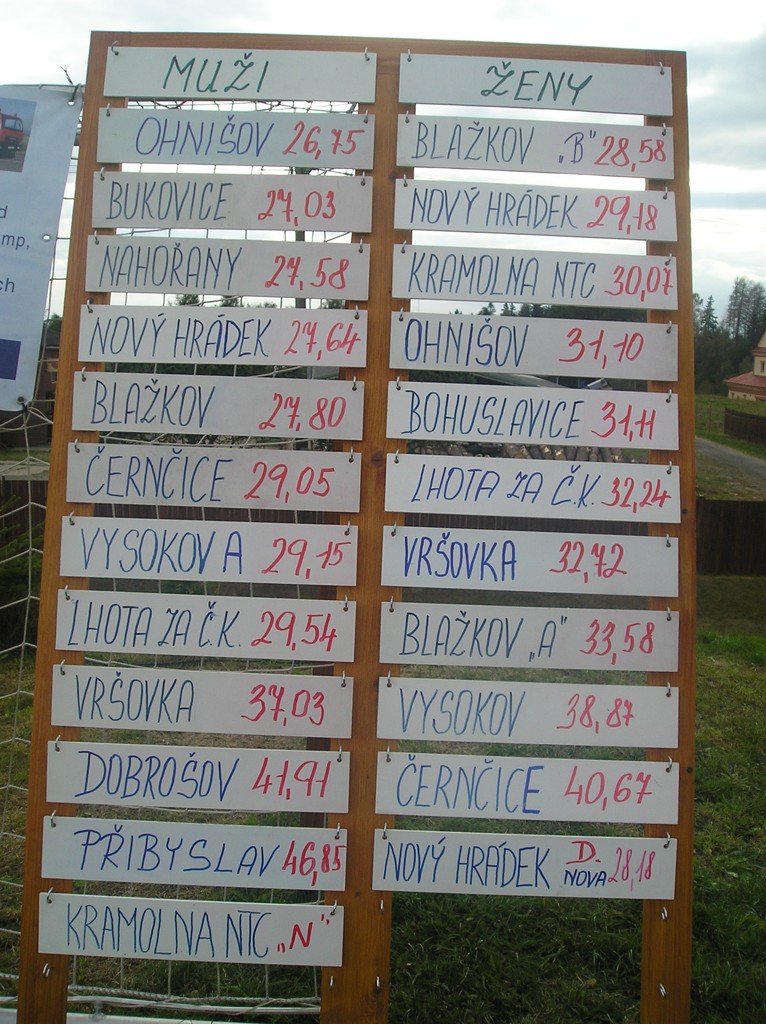 MUŽI
OHNIŠOV 26,75
BUKOVICE 27,03
NAHOŘANY 27,58
NOVÝ HRÁDEK 27,64
BLAŽKOV 27,80
ČERNČICE 29,05
VYSOKOV A 29,15
LHOTA ZA Č.K. 29,54
VRŠOVKA 37,03
DOBROŠOV 41,91
PŘIBYSLAV 46,85
KRAMOLNA NTC „N"
ŽENY
BLAŽKOV „B" 28,58
NOVÝ HRÁDEK 29,18
KRAMOLNA NTC 30,07
OHNIŠOV 31,10
BOHUSLAVICE 31,11
LHOTA ZA Č.K. 32,24
VRŠOVKA 32,72
BLAŽKOV „A" 33,58
VYSOKOV 38,87
ČERNČICE 40,67
NOVÝ HRÁDEK D. NOVA 28,18
d
amp,
ch